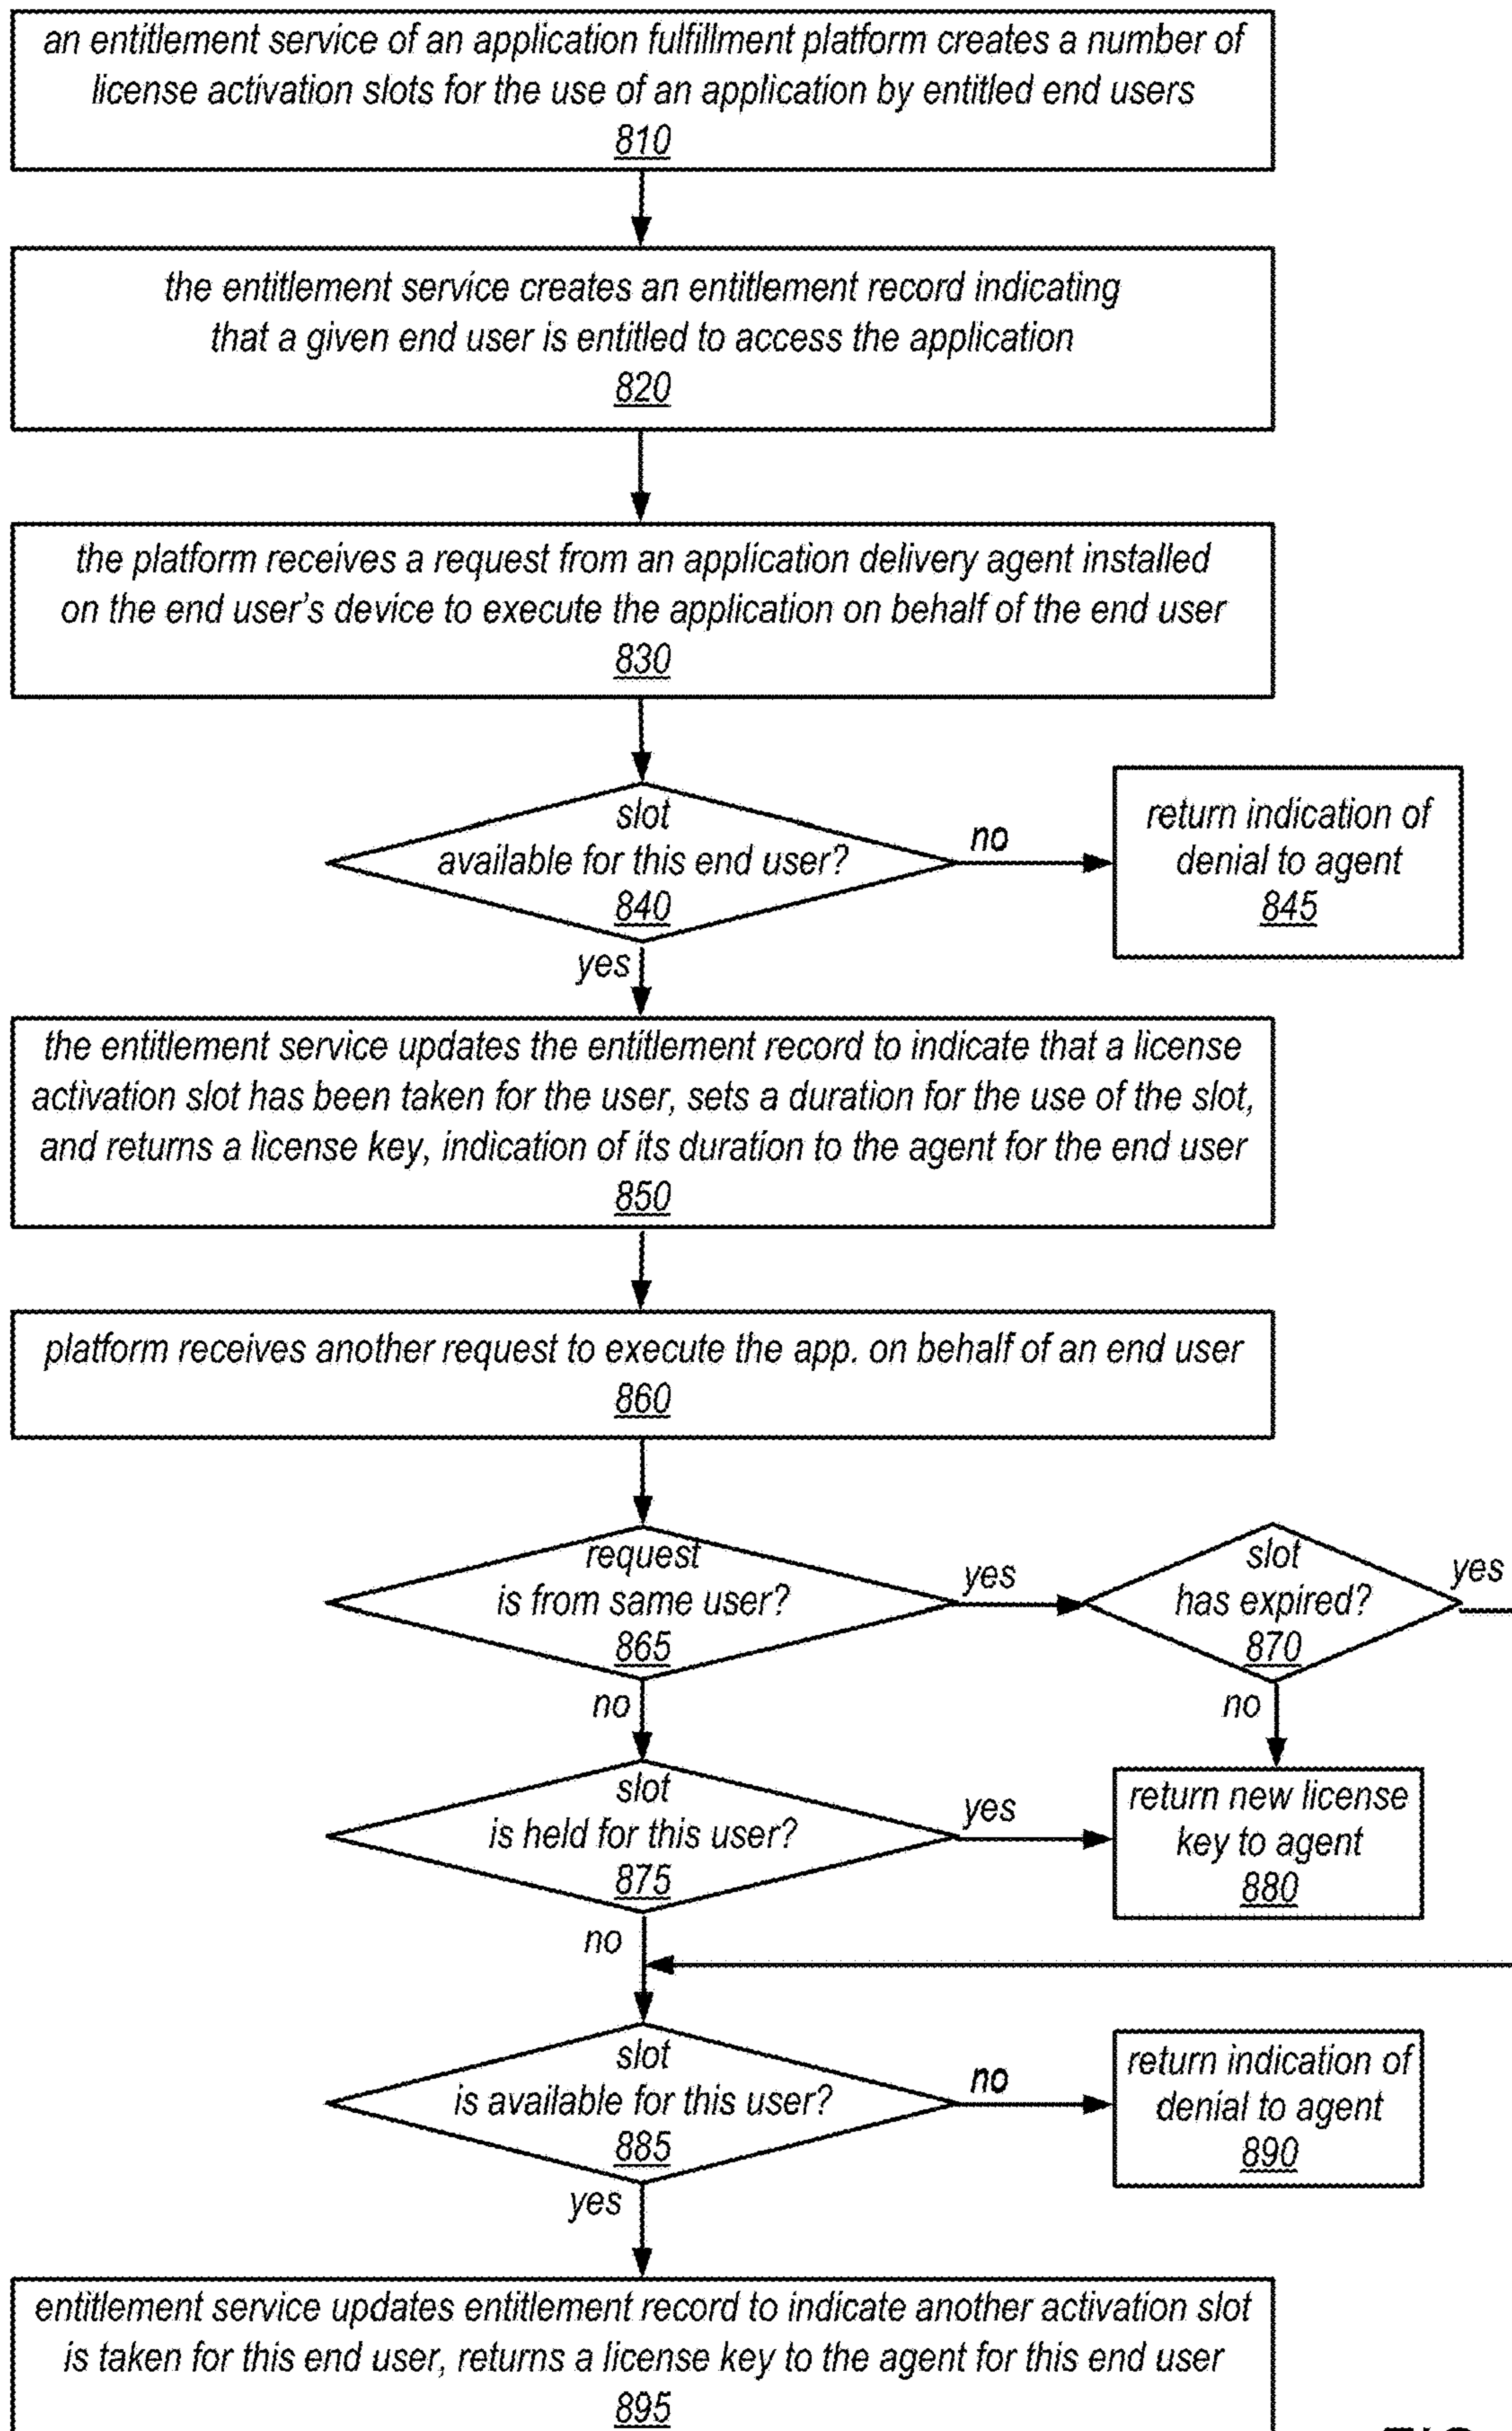 an entitlement service of an application fulfillment platform creates a number of
license activation slots for the use of an application by entitled end users
810
the entitlement service creates an entitlement record indicating
that a given end user is entitled to access the application
820
the platform receives a request from an application delivery agent installed
on the end user's device to execute the application on behalf of the end user
830
slot
available for this end user?
840
no
return indication of
denial to agent
845
yes
the entitlement service updates the entitlement record to indicate that a license
activation slot has been taken for the user, sets a duration for the use of the slot,
and returns a license key, indication of its duration to the agent for the end user
850
platform receives another request to execute the app. on behalf of an end user
860
request
is from same user?
865
yes
slot
has expired?
870
yes
no
no
slot
is held for this user?
875
yes
return new license
key to agent
880
no
slot
is available for this user?
885
no
return indication of
denial to agent
890
yes
entitlement service updates entitlement record to indicate another activation slot
is taken for this end user, returns a license key to the agent for this end user
895